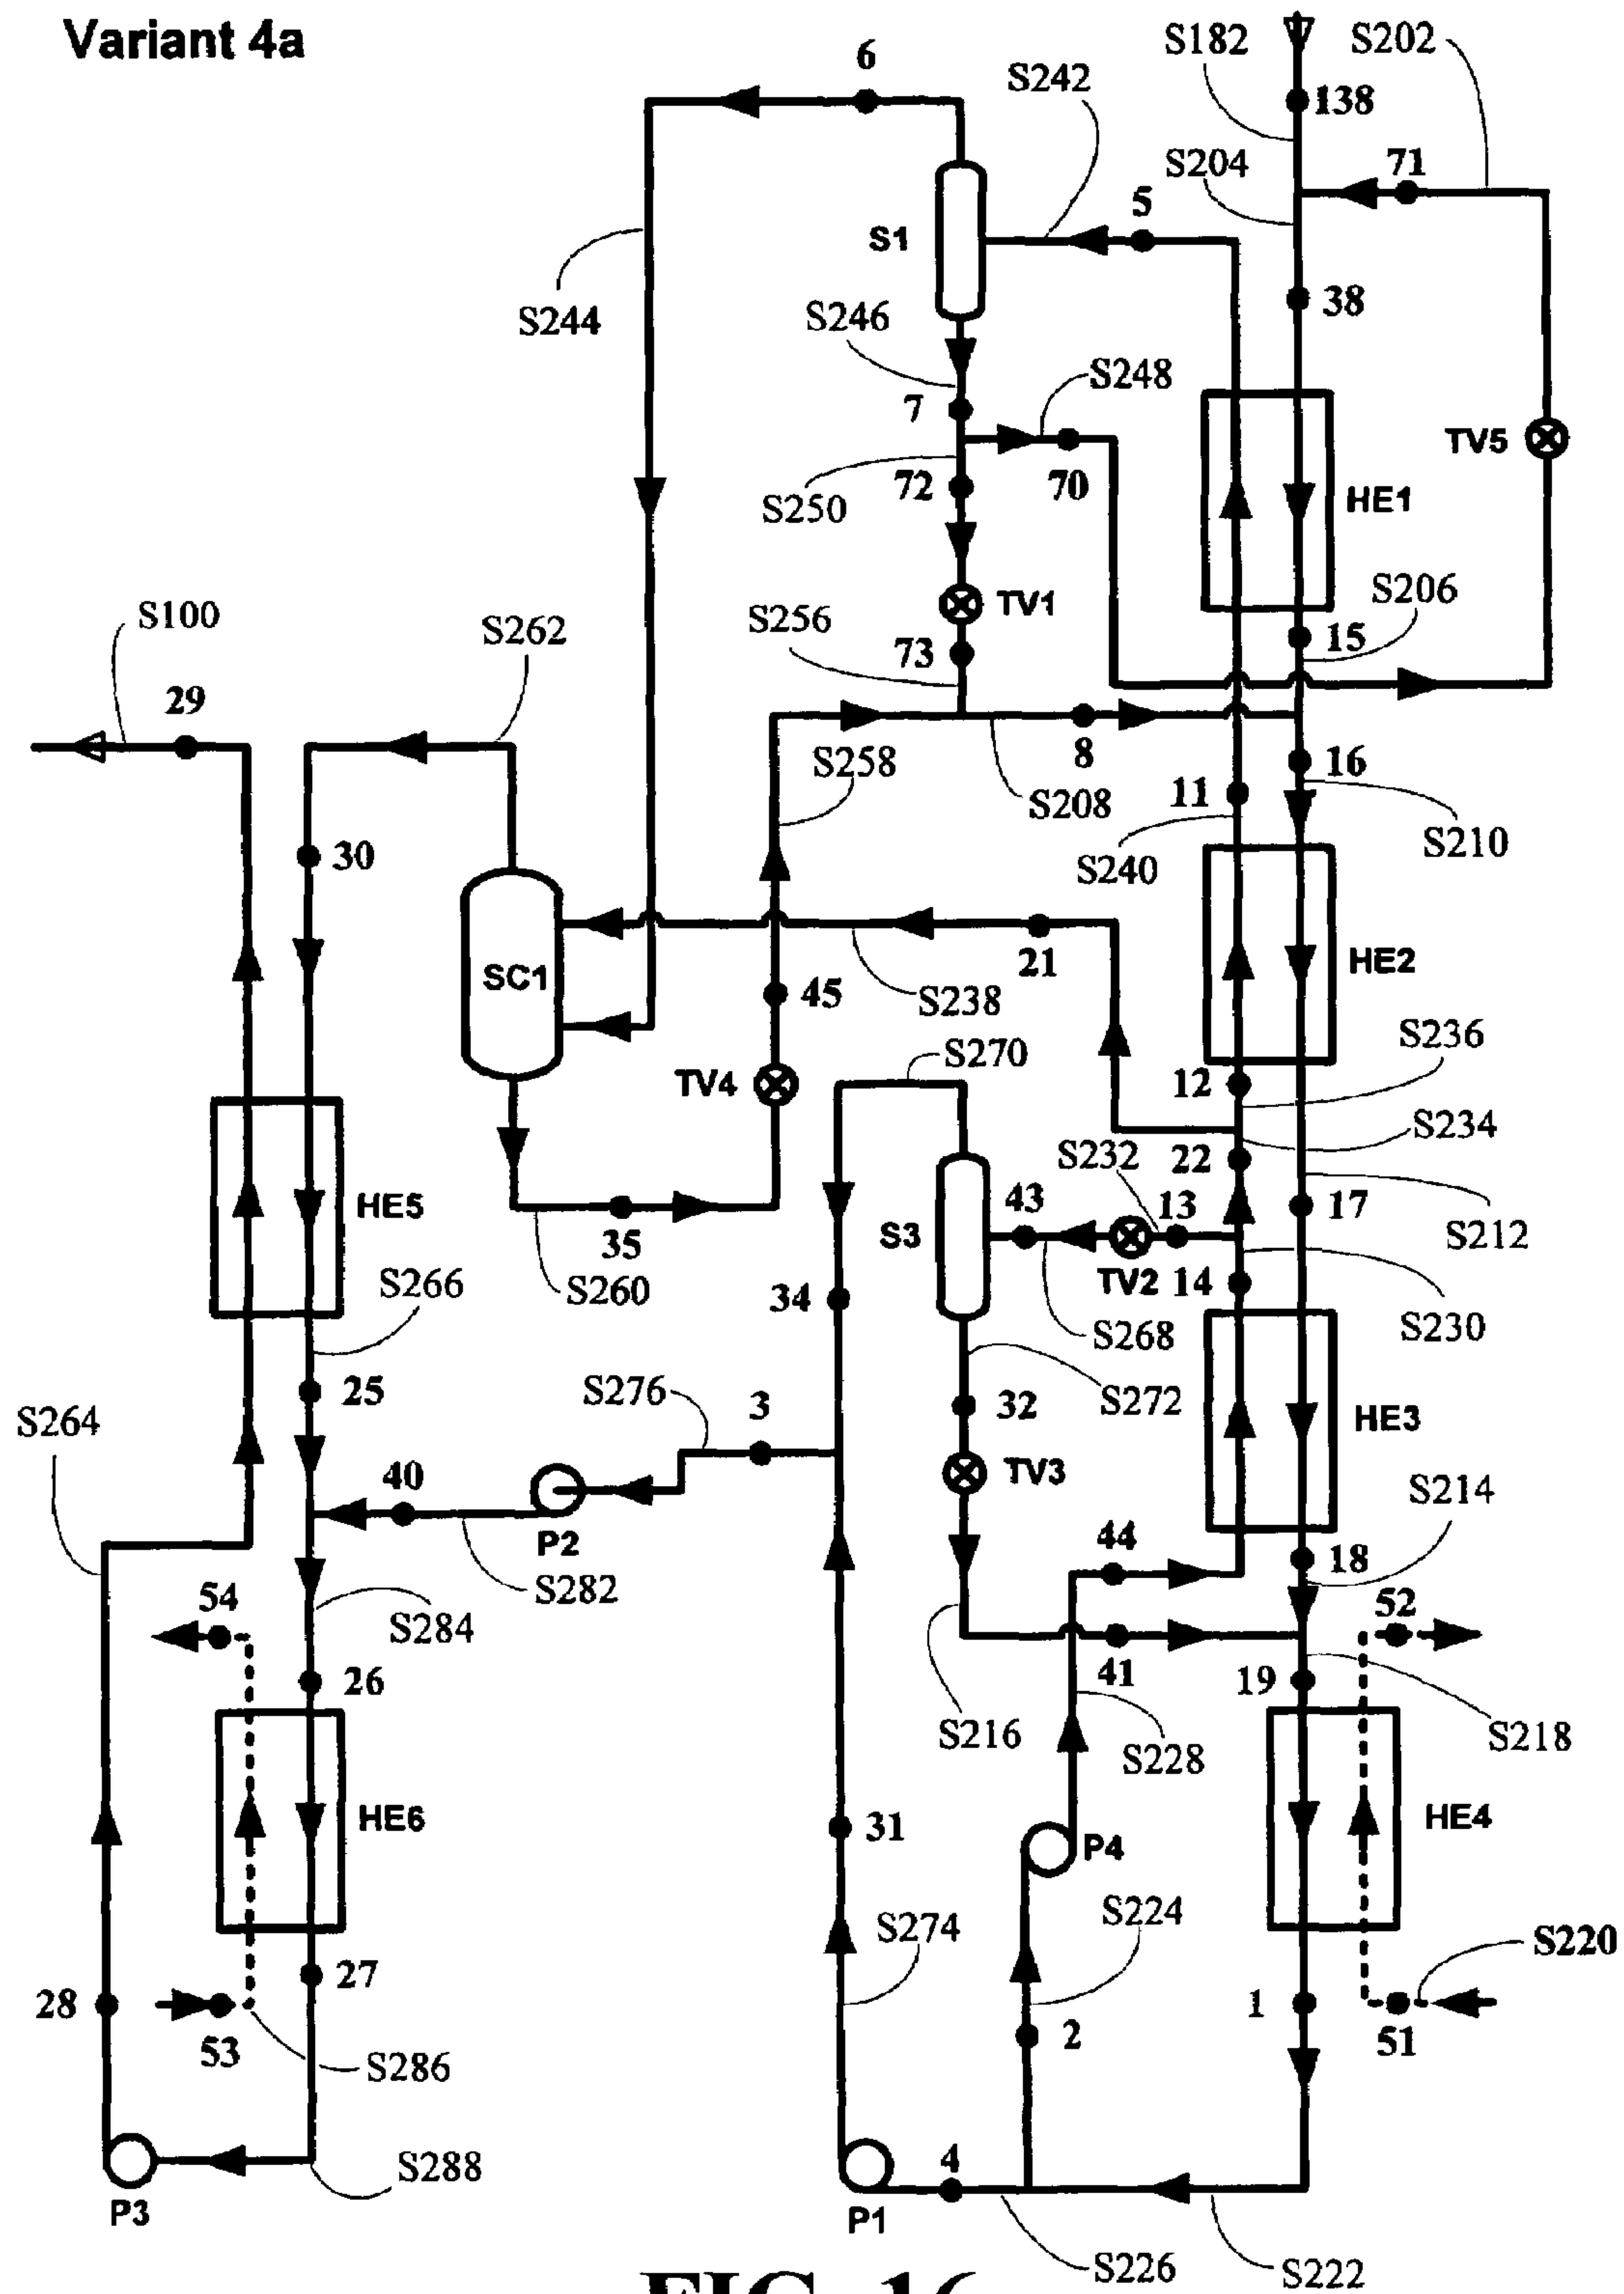 Variant 4a
6
S182
S202
S242
138
S204
71
5
S1
S244
38
S246
S248
7
TV5
72
70
S250
HE1
TV1
S256
S206
S100
S262
15
73
29
S258
8
16
11
S208
30
S240
S210
21
SC1
HE2
45
S238
S236
S270
12
TV4
S234
S232
22
43
13
17
HE5
S3
35
S212
TV2
14
S260
S266
34
S268
S230
S276
3
32
S272
25
HE3
S264
40
TV3
S214
P2
44
18
S282
54
52
S284
41
26
19
S216
S218
S228
HE6
31
HE4
P4
S274
S224
S220
27
28
1
2
51
53
S286
S288
4
P3
P1
S226
S222
FIG. 16